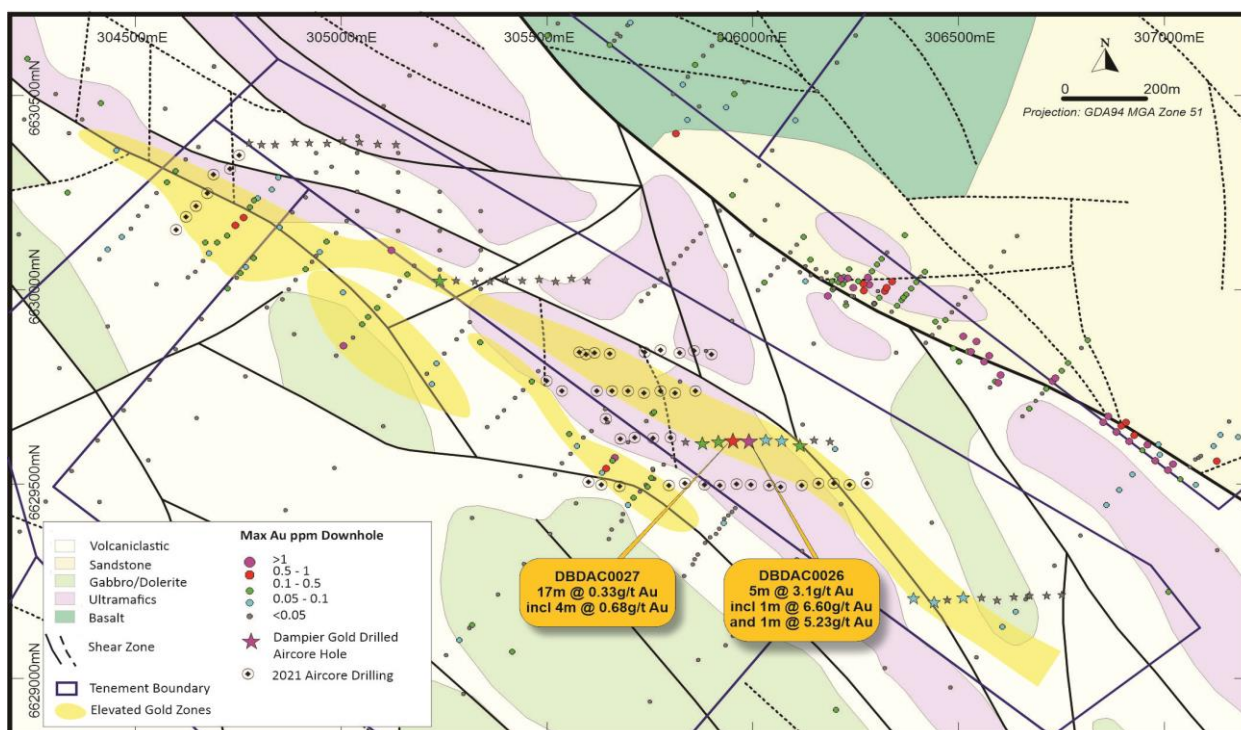 304500mE
305000mE
305500mE
306000mE
306500mE
307000mE
N
0 200m
Projection: GDA94 MGA Zone 51
6630500mN
6630000mN
6629500mN
6629000mN
DBDAC0027
17m @ 0.33g/t Au
incl 4m @ 0.68g/t Au
DBDAC0026
5m @ 3.1g/t Au
incl 1m @ 6.60g/t Au
and 1m @ 5.23g/t Au
Volcaniclastic
Sandstone
Gabbro/Dolerite
Ultramafics
Basalt
Shear Zone
Tenement Boundary
Elevated Gold Zones
Max Au ppm Downhole
>1
0.5 - 1
0.1 - 0.5
0.05 - 0.1
<0.05
Dampier Gold Drilled
Aircore Hole
2021 Aircore Drilling